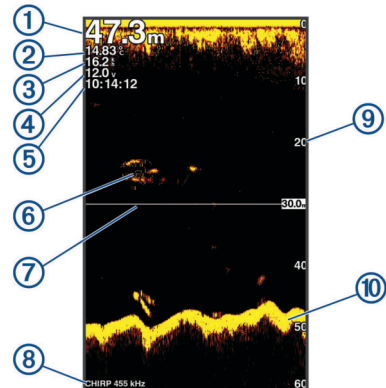 ① 47.3m
② 14.83 °C
③ 16.2
④ 12.0 V
⑤ 10:14:12
0
10
20 ⑨
⑥
30.0m
⑦
40
⑩
50
⑧ CHIRP 455 kHz
60